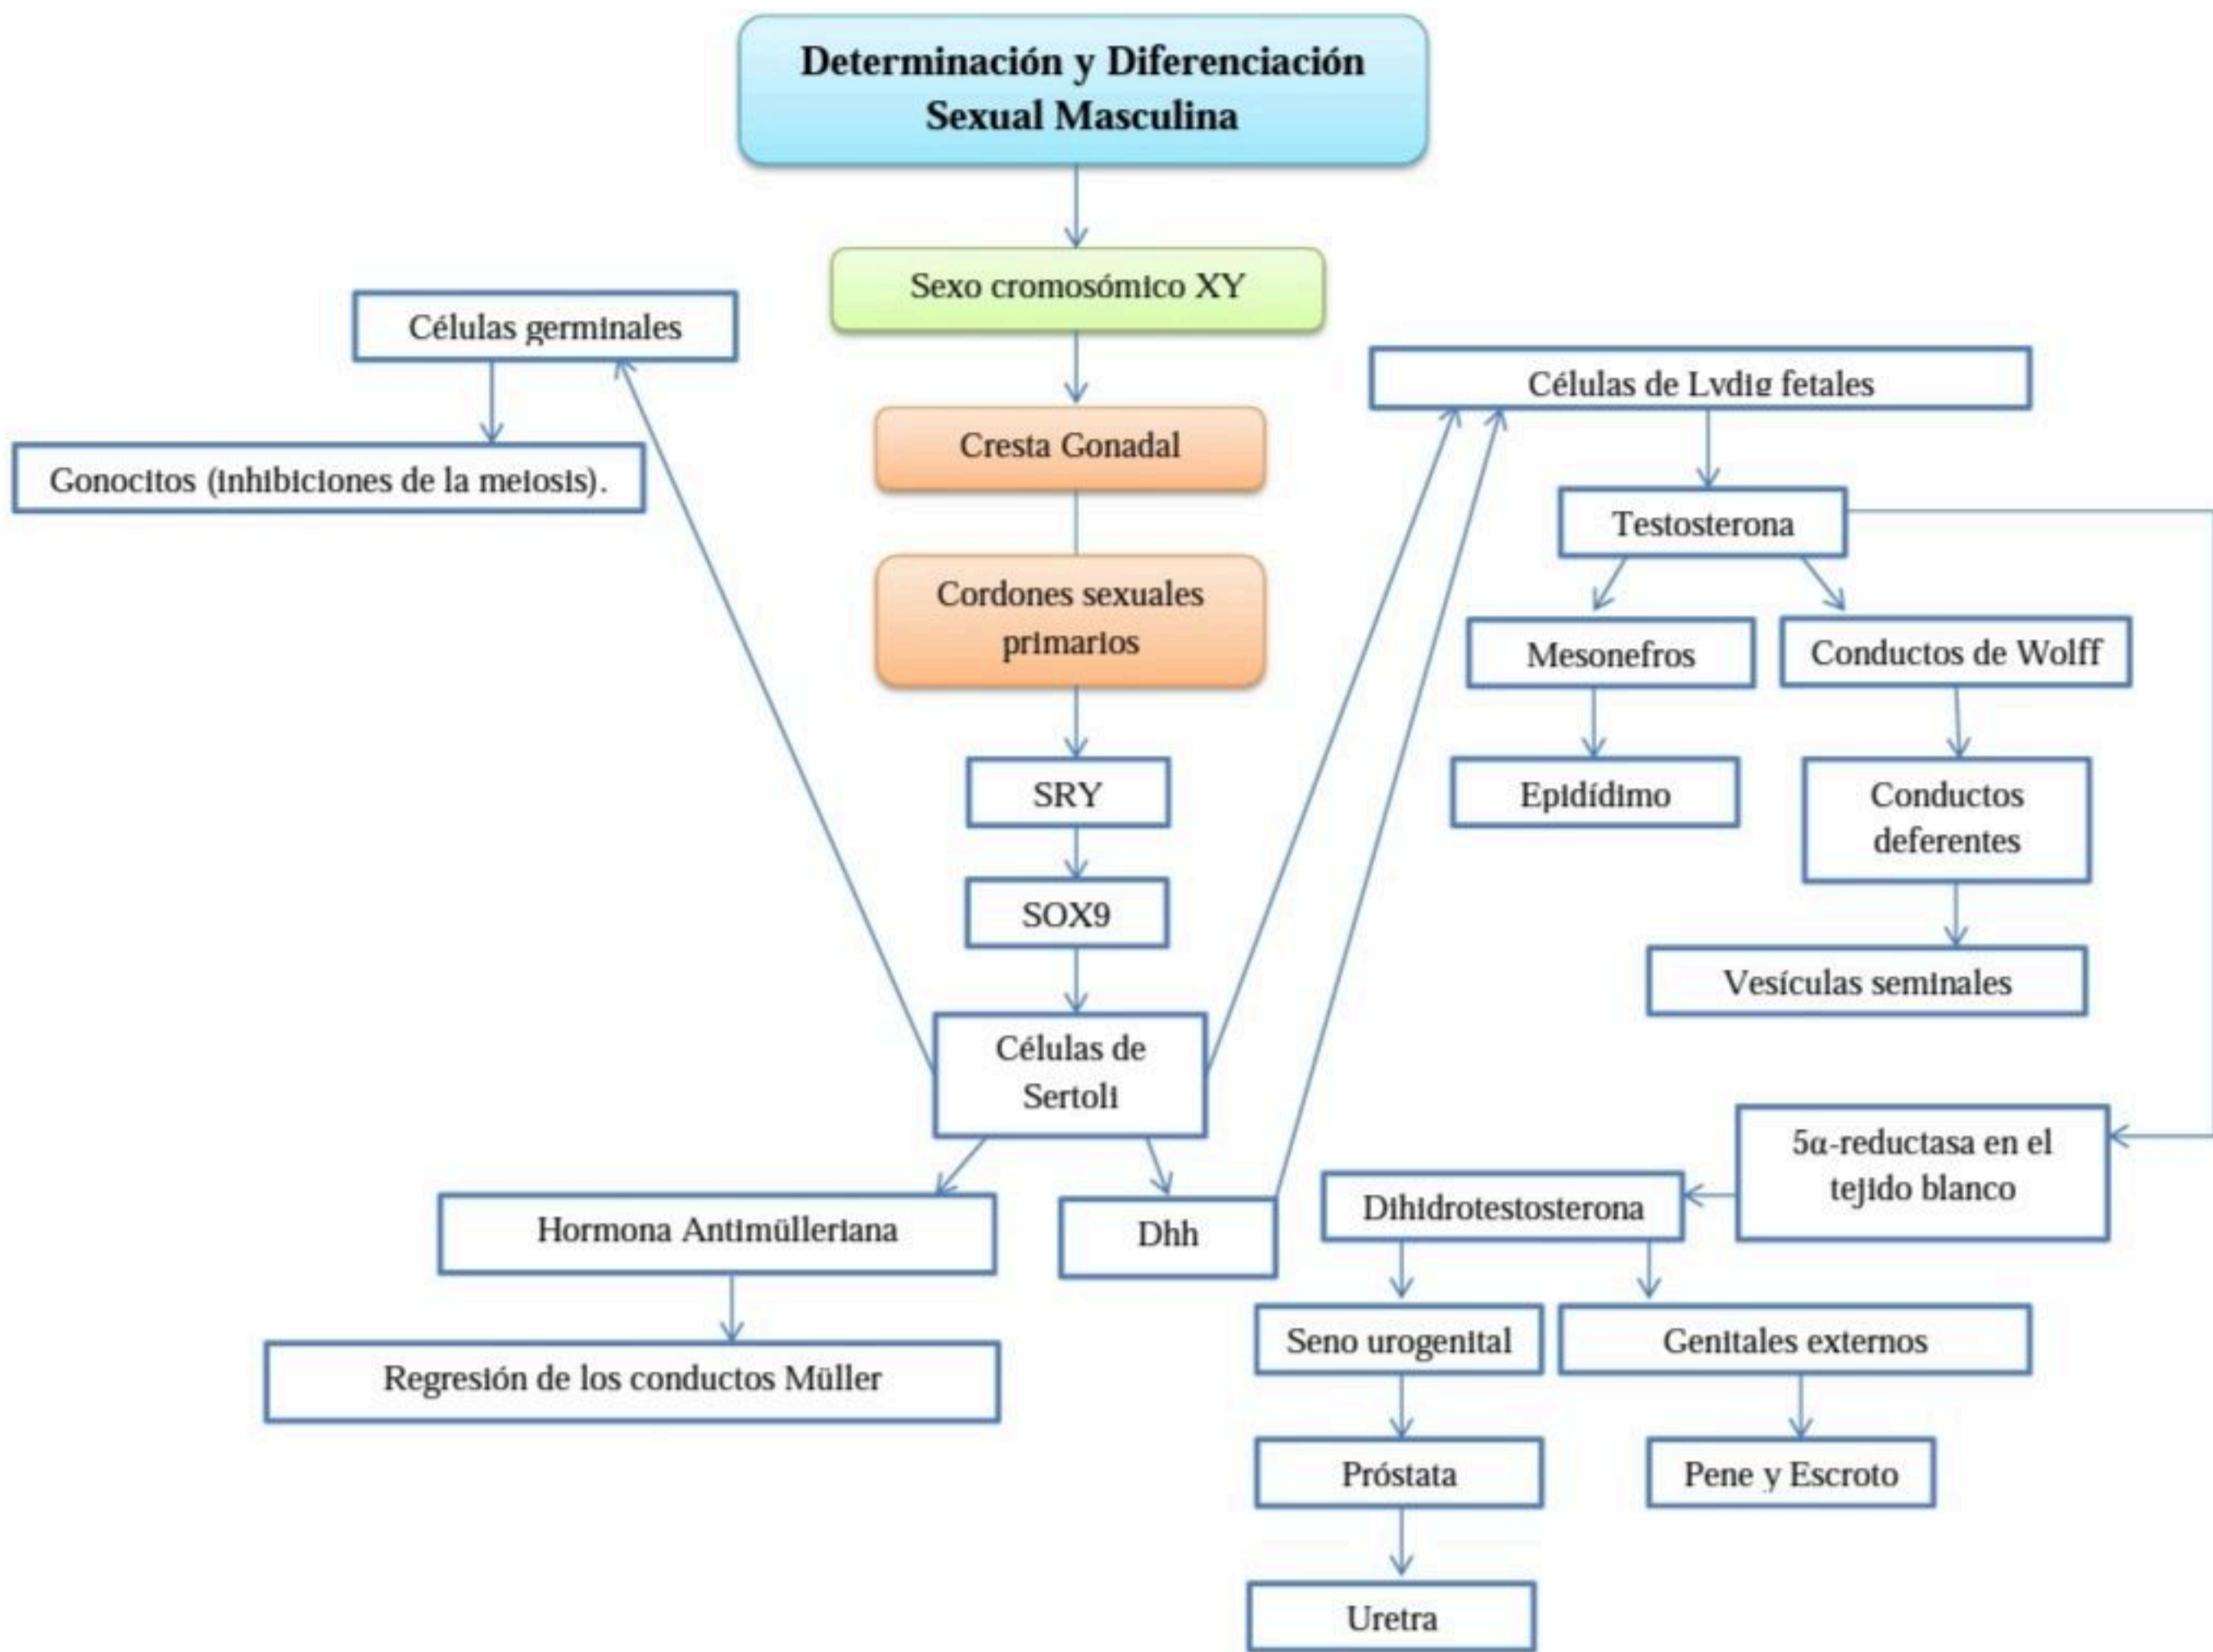 Determinación y Diferenciación
Sexual Masculina
Sexo cromosómico XY
Células germinales
Células de Lydig fetales
Cresta Gonadal
Gonocitos (inhibiciones de la meiosis).
Testosterona
Cordones sexuales
primarios
Mesonefros
Conductos de Wolff
SRY
Epidídimo
Conductos
deferentes
SOX9
Vesículas seminales
Células de
Sertoli
5α-reductasa en el
tejido blanco
Hormona Antimülleriana
Dhh
Dihidrotestosterona
Seno urogenital
Genitales externos
Regresión de los conductos Müller
Próstata
Pene y Escroto
Uretra